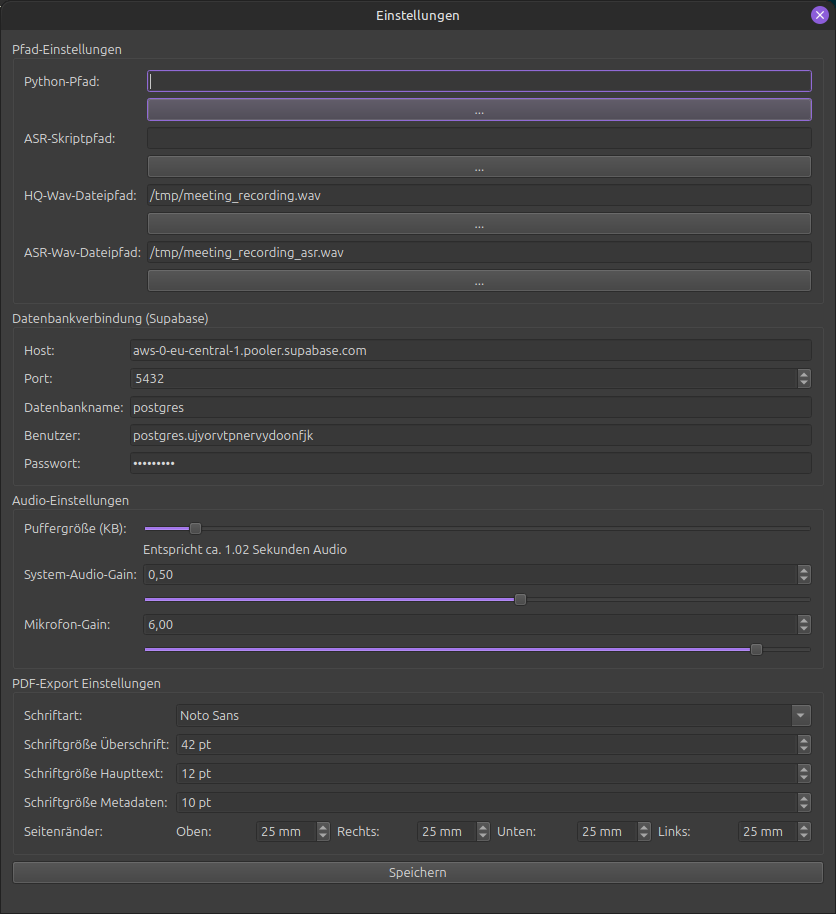 Einstellungen
Pfad-Einstellungen
Python-Pfad:
...
ASR-Skriptpfad:
...
HQ-Wav-Dateipfad: /tmp/meeting_recording.wav
...
ASR-Wav-Dateipfad: /tmp/meeting_recording_asr.wav
...
Datenbankverbindung (Supabase)
Host: aws-0-eu-central-1.pooler.supabase.com
Port: 5432
Datenbankname: postgres
Benutzer: postgres.ujyorvtpnervydoonfjk
Passwort: •••••••••
Audio-Einstellungen
Puffergröße (KB):
Entspricht ca. 1.02 Sekunden Audio
System-Audio-Gain: 0,50
Mikrofon-Gain: 6,00
PDF-Export Einstellungen
Schriftart: Noto Sans
Schriftgröße Überschrift: 42 pt
Schriftgröße Haupttext: 12 pt
Schriftgröße Metadaten: 10 pt
Seitenränder: Oben: 25 mm Rechts: 25 mm Unten: 25 mm Links: 25 mm
Speichern